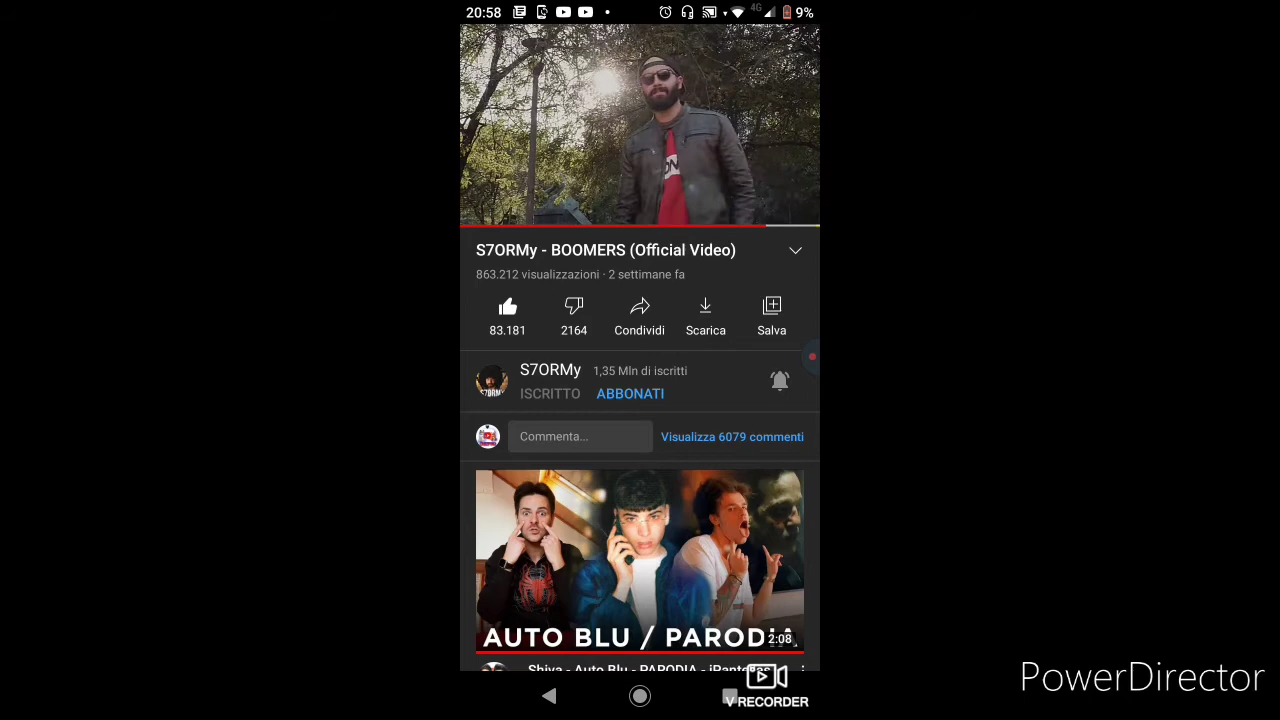 20:58
4G
9%
S7ORMy - BOOMERS (Official Video)
863.212 visualizzazioni · 2 settimane fa
83.181
2164
Condividi
Scarica
Salva
S7ORMy 1,35 Mln di iscritti
ISCRITTO ABBONATI
Commenta...
Visualizza 6079 commenti
AUTO BLU / PARODIA
2:08
Shiva - Auto Blu - PARODIA - iPantellas
V RECORDER
PowerDirector